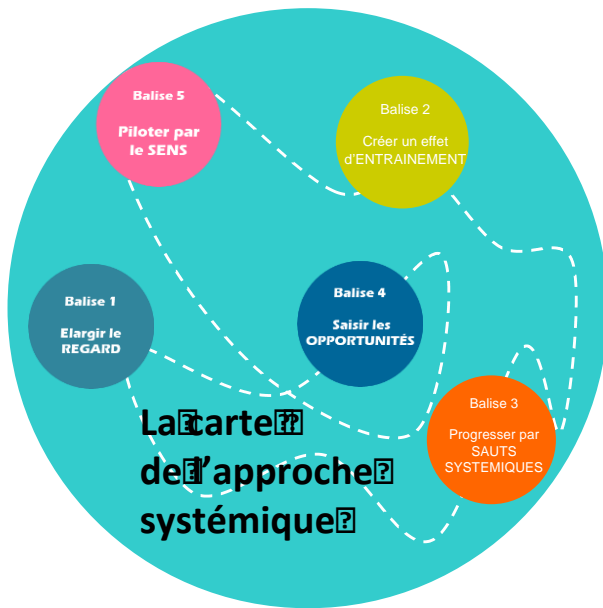 Balise 5
Piloter par
le SENS
Balise 2
Créer un effet
d'ENTRAINEMENT
Balise 1
Elargir le
REGARD
Balise 4
Saisir les
OPPORTUNITÉS
Balise 3
Progresser par
SAUTS
SYSTEMIQUES
La carte
de l'approche
systémique